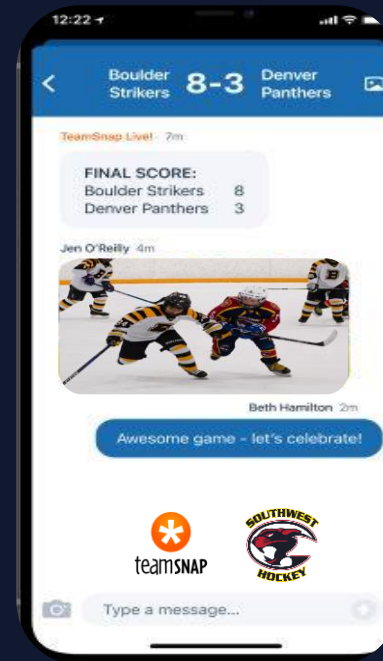 12:22
Boulder Strikers 8-3 Denver Panthers
TeamSnap Live! 7m
FINAL SCORE:
Boulder Strikers 8
Denver Panthers 3
Jen O'Reilly 4m
B
Beth Hamilton 2m
Awesome game - let's celebrate!
SOUTHWEST
HOCKEY
teamSNAP
Type a message...